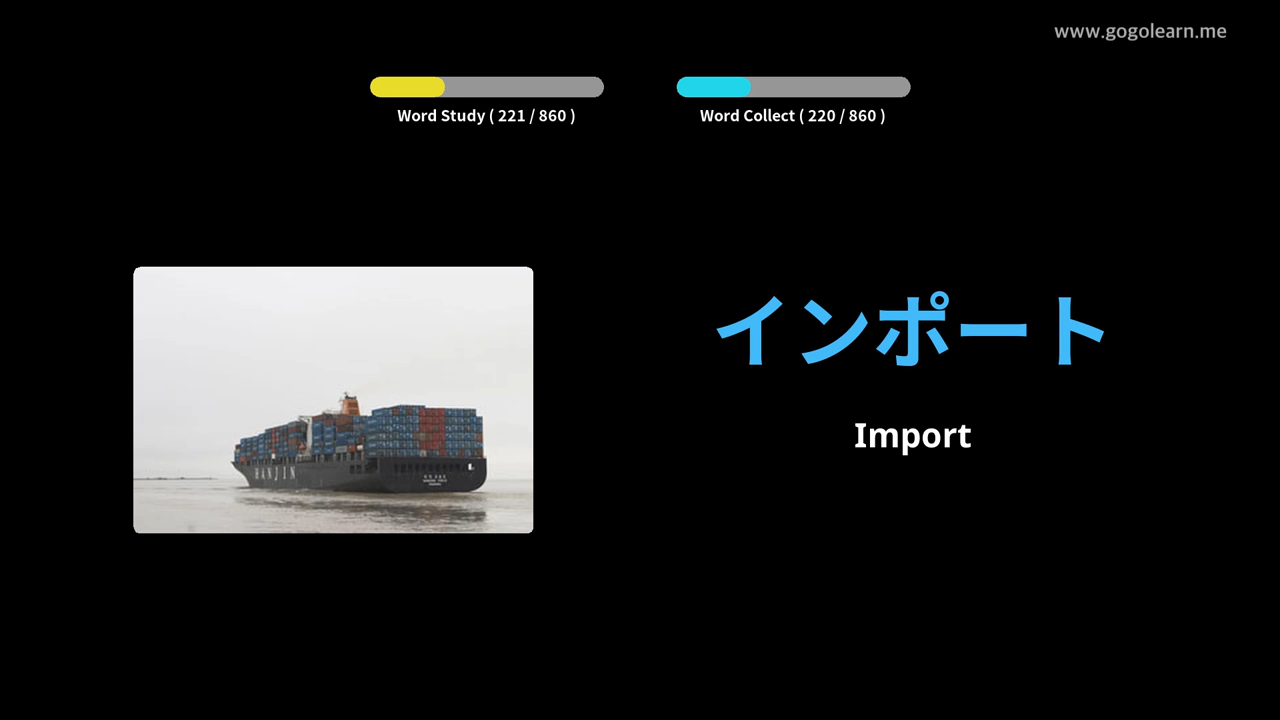 www.gogolearn.me
Word Study ( 221 / 860 )
Word Collect ( 220 / 860 )
インポート
Import
HANJIN